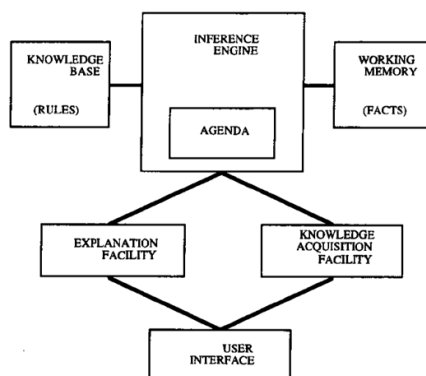 KNOWLEDGE
BASE
(RULES)
INFERENCE
ENGINE
AGENDA
WORKING
MEMORY
(FACTS)
EXPLANATION
FACILITY
KNOWLEDGE
ACQUISITION
FACILITY
USER
INTERFACE